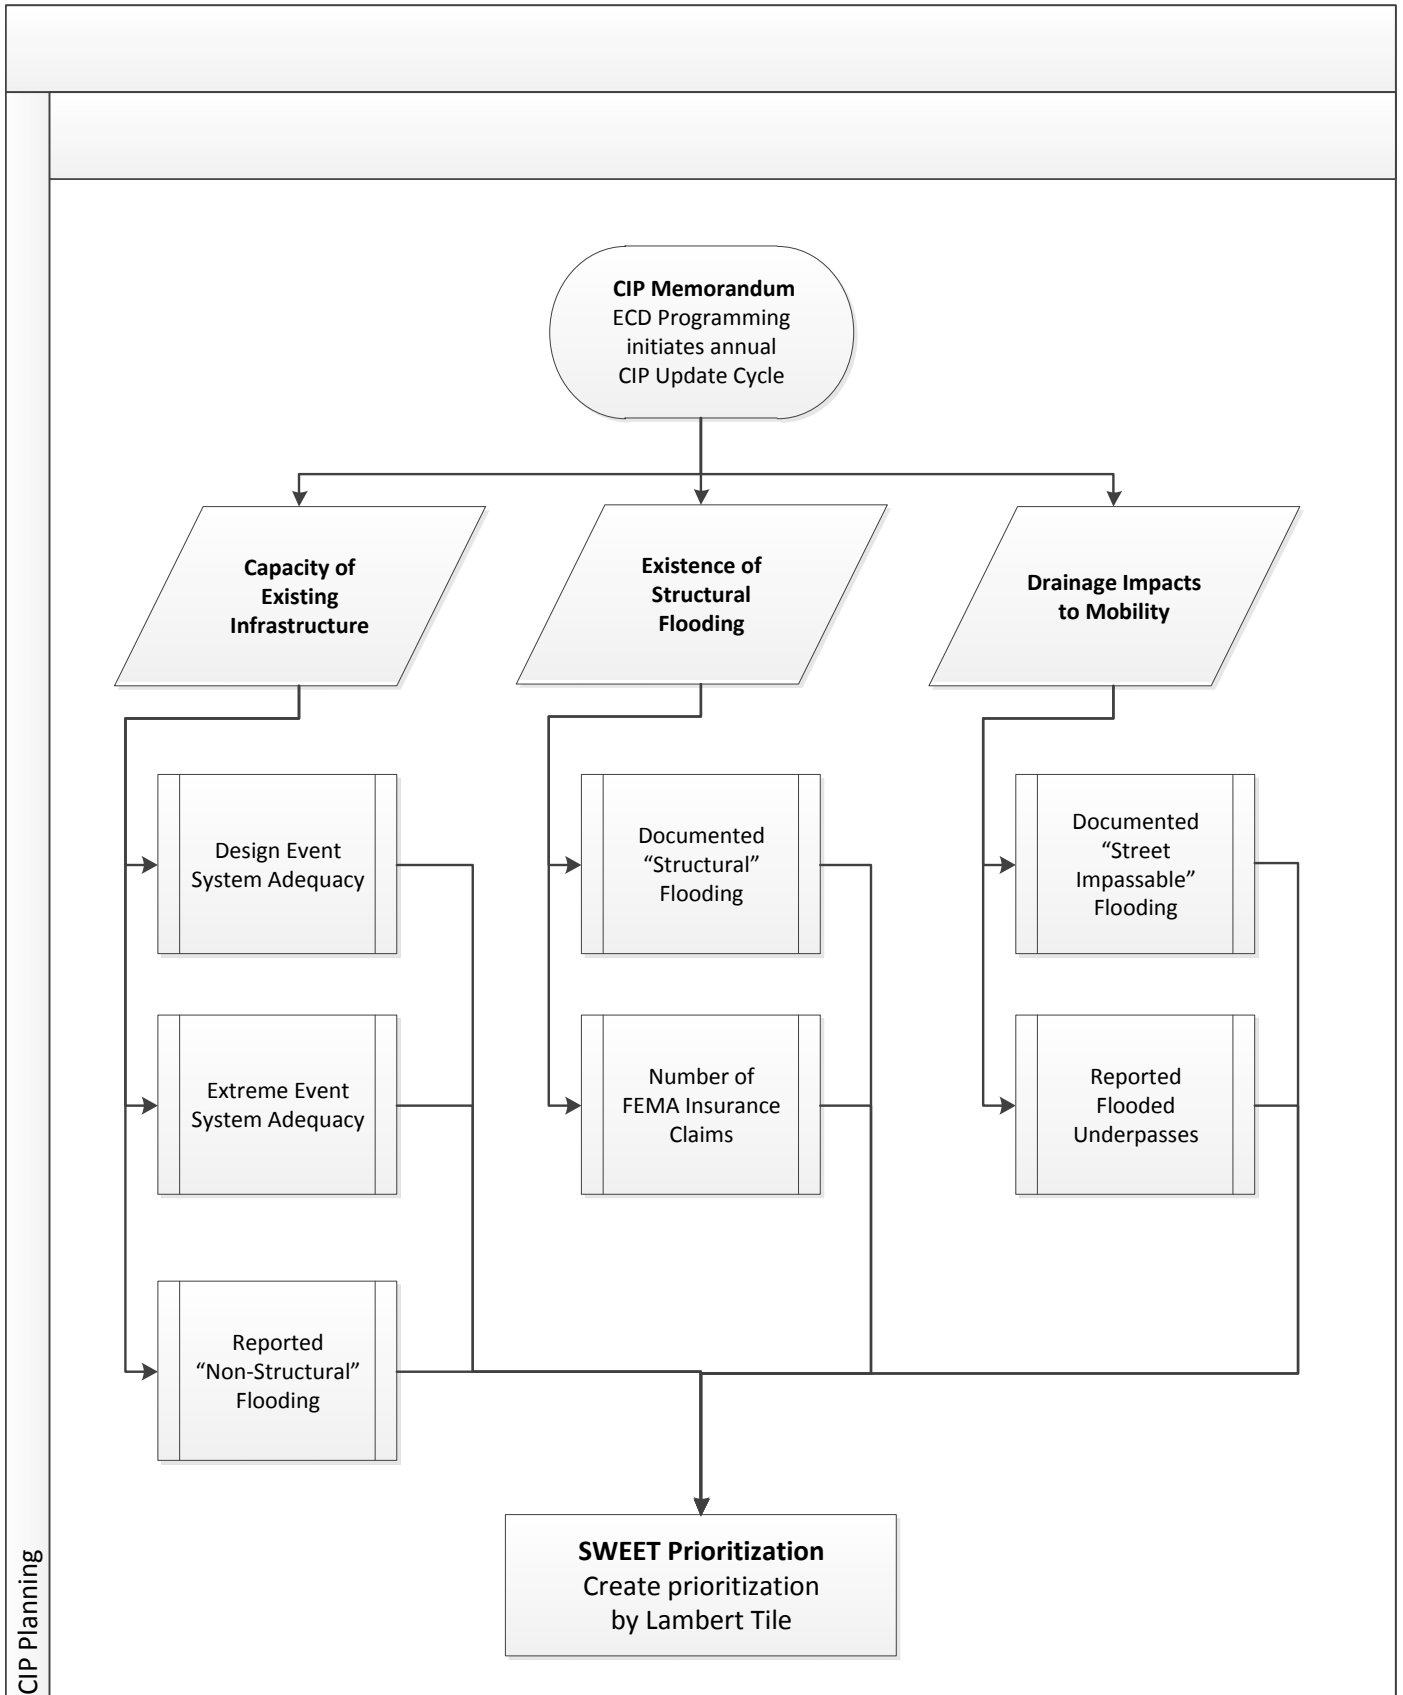 CIP Memorandum
ECD Programming
initiates annual
CIP Update Cycle
Capacity of
Existing
Infrastructure
Existence of
Structural
Flooding
Drainage Impacts
to Mobility
Design Event
System Adequacy
Documented
“Structural”
Flooding
Documented
“Street
Impassable”
Flooding
Extreme Event
System Adequacy
Number of
FEMA Insurance
Claims
Reported
Flooded
Underpasses
Reported
“Non-Structural”
Flooding
SWEET Prioritization
Create prioritization
by Lambert Tile
CIP Planning